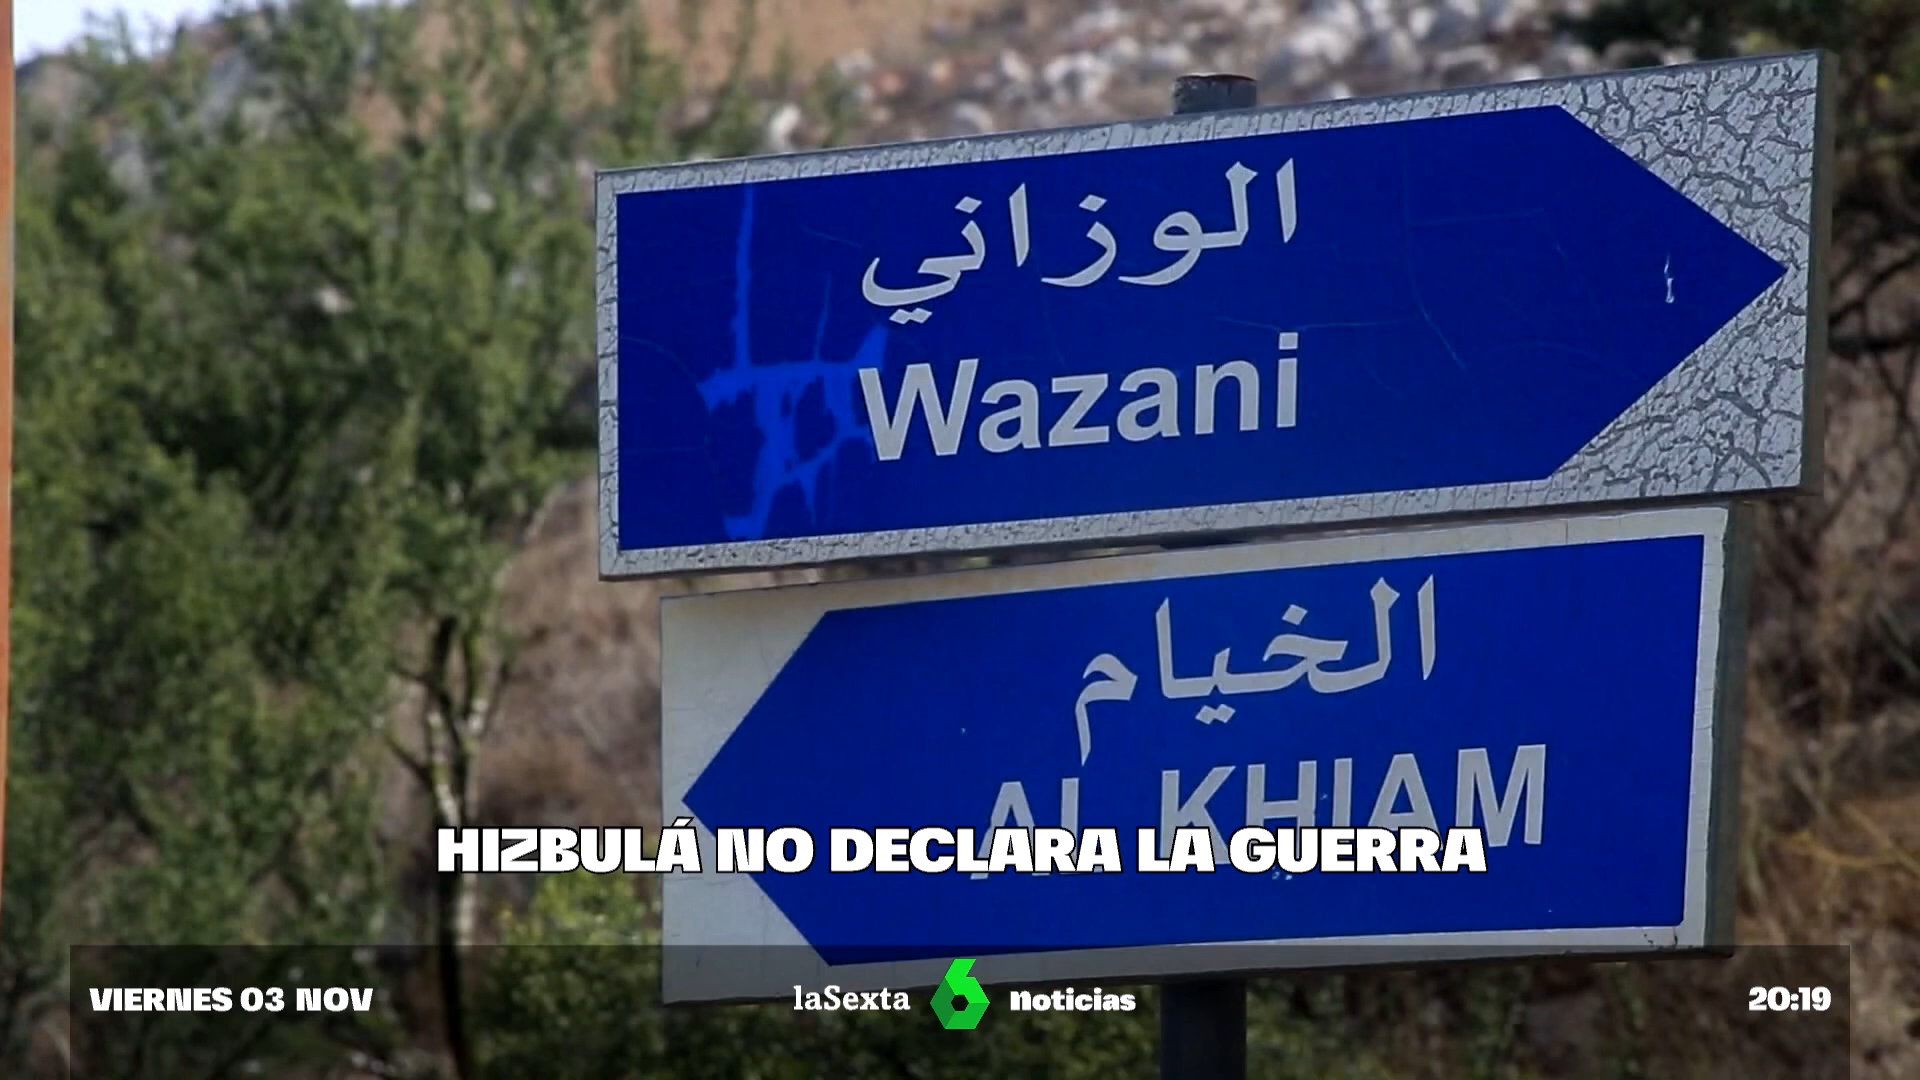 الوزاني
Wazani
الخيام
AL KHIAM
HIZBULÁ NO DECLARA LA GUERRA
VIERNES 03 NOV
laSexta noticias
20:19